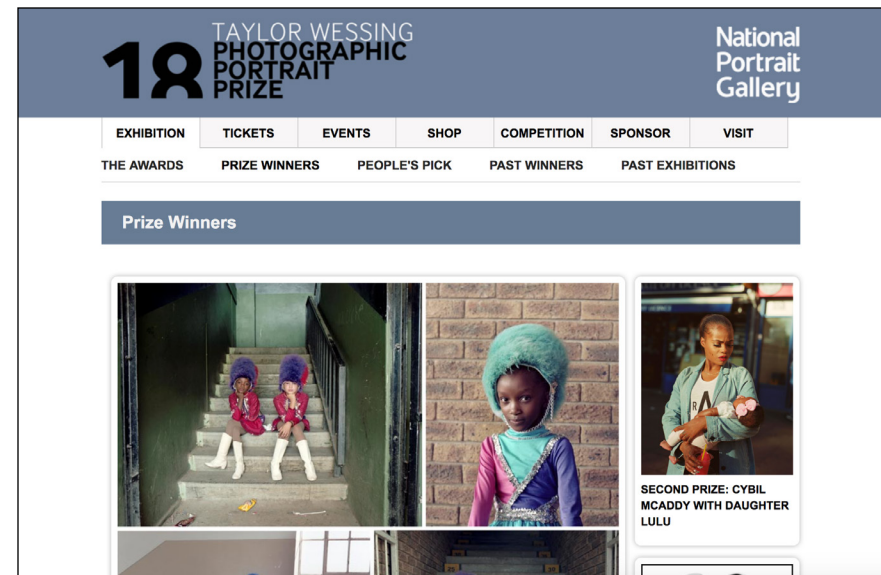 18
TAYLOR WESSING
PHOTOGRAPHIC
PORTRAIT
PRIZE
National
Portrait
Gallery
EXHIBITION TICKETS EVENTS SHOP COMPETITION SPONSOR VISIT
THE AWARDS PRIZE WINNERS PEOPLE'S PICK PAST WINNERS PAST EXHIBITIONS
Prize Winners
SECOND PRIZE: CYBIL
MCADDY WITH DAUGHTER
LULU